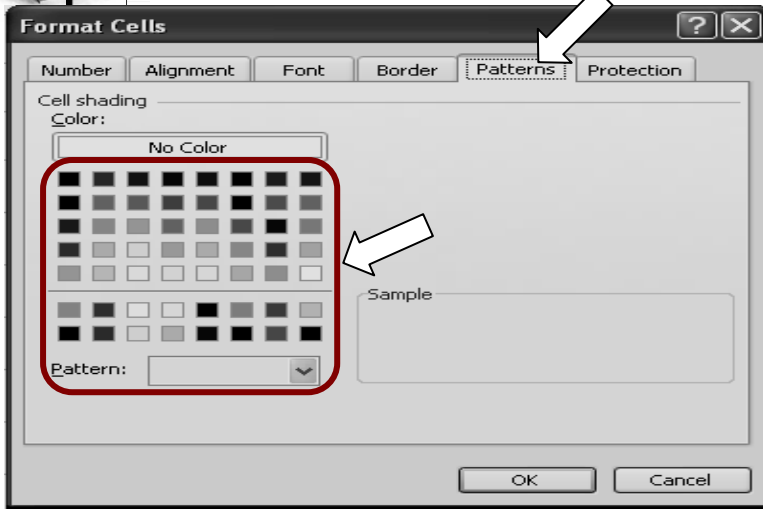 Format Cells
Number Alignment Font Border Patterns Protection
Cell shading
Color:
No Color
Sample
Pattern:
OK Cancel